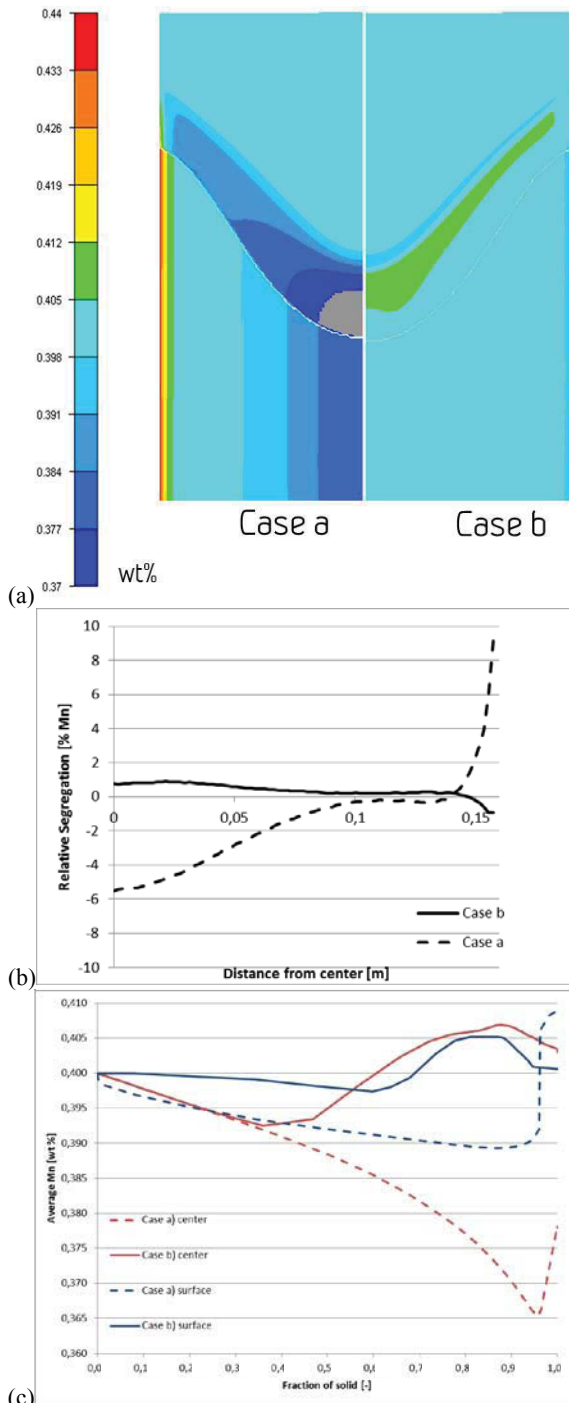 0.44
0.433
0.426
0.419
0.412
0.405
0.398
0.391
0.384
0.377
0.37
wt%
Case a
Case b
(a)
10
8
6
4
2
0
-2
-4
-6
-8
-10
0
0,05
0,1
0,15
Relative Segregation [% Mn]
Case b
Case a
Distance from center [m]
(b)
0,410
0,405
0,400
0,395
0,390
0,385
0,380
0,375
0,370
0,365
0,360
Average Mn [wt%]
Case a) center
Case b) center
Case a) surface
Case b) surface
0,0 0,1 0,2 0,3 0,4 0,5 0,6 0,7 0,8 0,9 1,0
Fraction of solid [-]
(c)